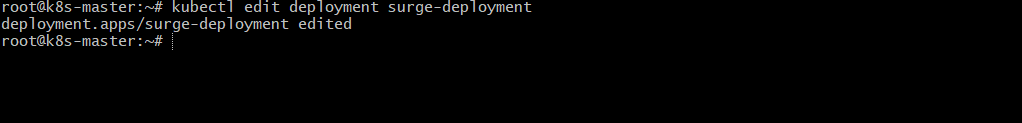 root@k8s-master:~# kubectl edit deployment surge-deployment
deployment.apps/surge-deployment edited
root@k8s-master:~#